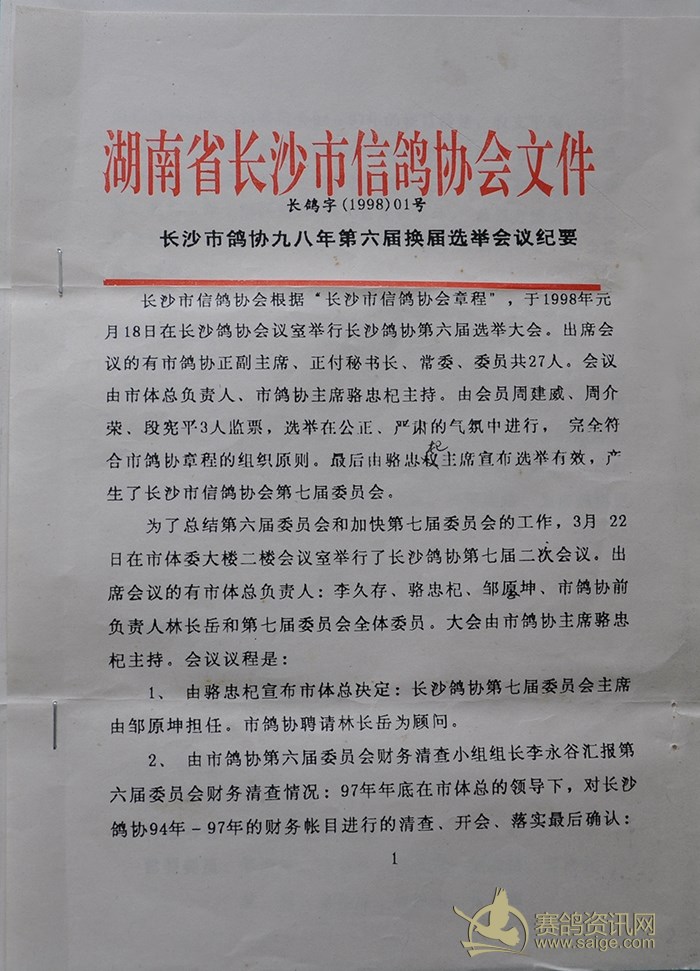 湖南省长沙市信鸽协会文件
长鸽字(1998)01号
长沙市鸽协九八年第六届换届选举会议纪要
长沙市信鸽协会根据“长沙市信鸽协会章程”,于1998年元
月18日在长沙鸽协会议室举行长沙鸽协第六届选举大会。出席会
议的有市鸽协正副主席、正付秘书长、常委、委员共27人。会议
由市体总负责人、市鸽协主席骆忠杞主持。由会员周建威、周介
荣、段宪平3人监票,选举在公正、严肃的气氛中进行, 完全符
合市鸽协章程的组织原则。最后由骆忠杞主席宣布选举有效,产
生了长沙市信鸽协会第七届委员会。
为了总结第六届委员会和加快第七届委员会的工作,3月 22
日在市体委大楼二楼会议室举行了长沙鸽协第七届二次会议。出
席会议的有市体总负责人:李久存、骆忠杞、邹原坤、市鸽协前
负责人林长岳和第七届委员会全体委员。大会由市鸽协主席骆忠
杞主持。会议议程是:
1、 由骆忠杞宣布市体总决定:长沙鸽协第七届委员会主席
由邹原坤担任。市鸽协聘请林长岳为顾问。
2、 由市鸽协第六届委员会财务清查小组组长李永谷汇报第
六届委员会财务清查情况:97年年底在市体总的领导下,对长沙
鸽协94年-97年的财务帐目进行的清查、开会、落实最后确认:
1
赛鸽资讯网
www.saige.com